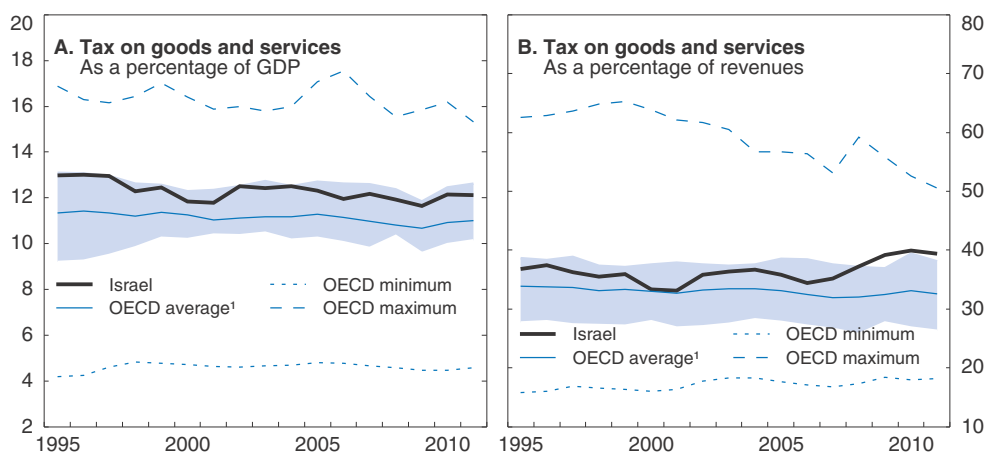 A. Tax on goods and services
As a percentage of GDP
20
18
16
14
12
10
8
6
4
2
Israel
OECD average¹
OECD minimum
OECD maximum
1995 2000 2005 2010
B. Tax on goods and services
As a percentage of revenues
80
70
60
50
40
30
20
10
Israel
OECD average¹
OECD minimum
OECD maximum
1995 2000 2005 2010